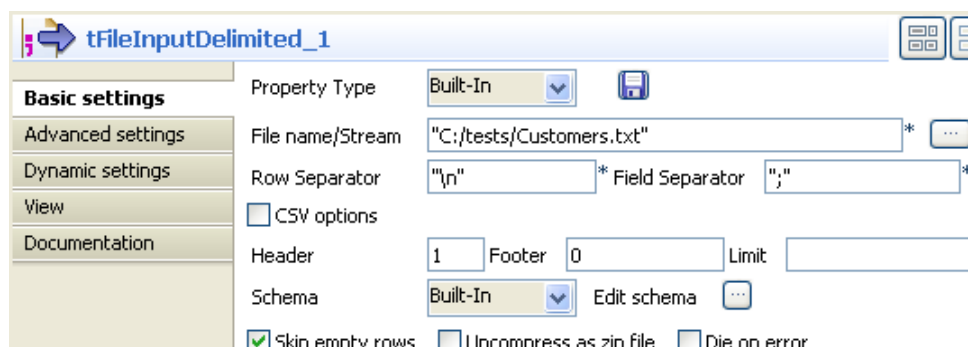 tFileInputDelimited_1
Basic settings
Advanced settings
Dynamic settings
View
Documentation
Property Type Built-In
File name/Stream "C:/tests/Customers.txt" * ...
Row Separator "\n" * Field Separator ";" *
CSV options
Header 1 Footer 0 Limit
Schema Built-In Edit schema ...
Skip empty rows Uncompress as zip file Die on error